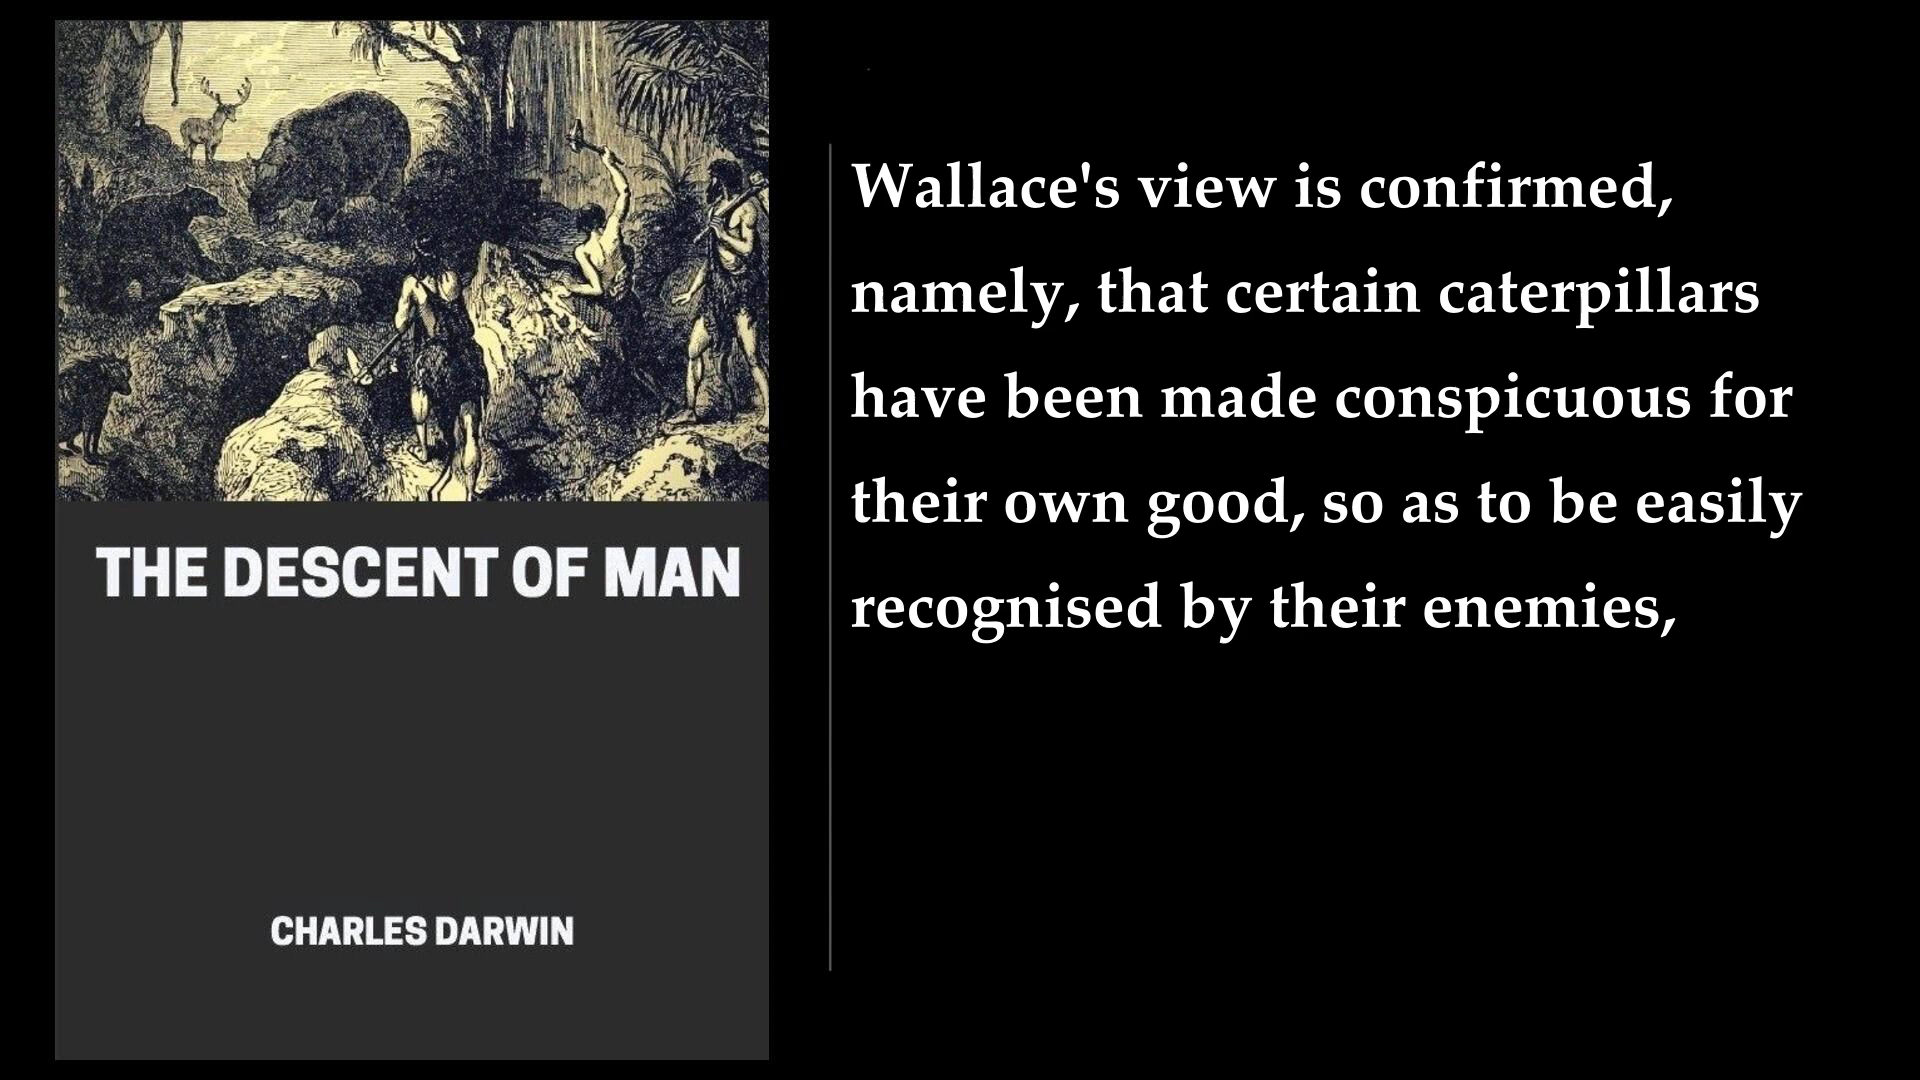 THE DESCENT OF MAN
CHARLES DARWIN
Wallace's view is confirmed,
namely, that certain caterpillars
have been made conspicuous for
their own good, so as to be easily
recognised by their enemies,